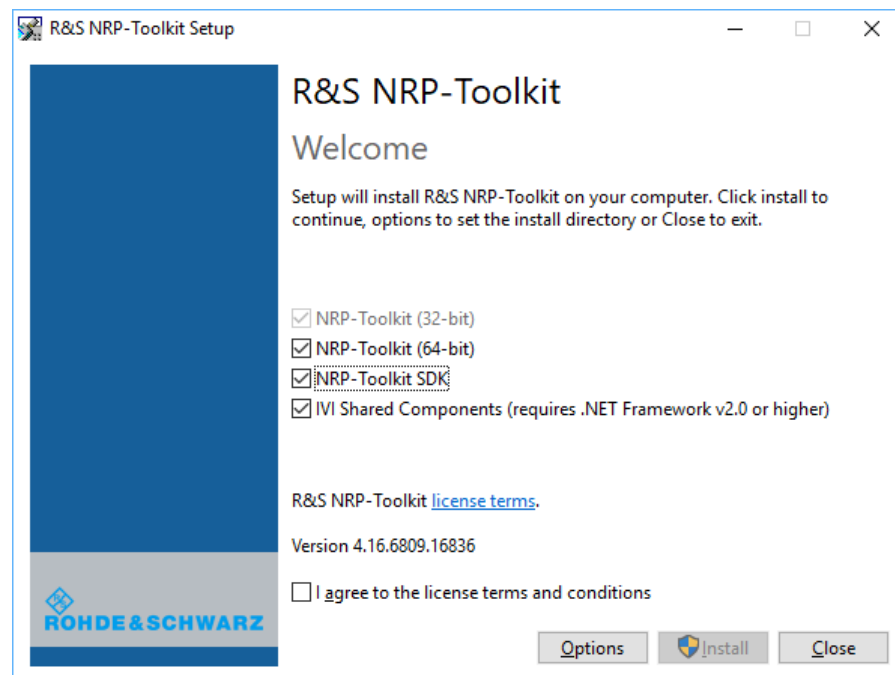 R&S NRP-Toolkit Setup
R&S NRP-Toolkit
Welcome
Setup will install R&S NRP-Toolkit on your computer. Click install to
continue, options to set the install directory or Close to exit.
NRP-Toolkit (32-bit)
NRP-Toolkit (64-bit)
NRP-Toolkit SDK
IVI Shared Components (requires .NET Framework v2.0 or higher)
R&S NRP-Toolkit license terms.
Version 4.16.6809.16836
I agree to the license terms and conditions
ROHDE&SCHWARZ
Options
Install
Close